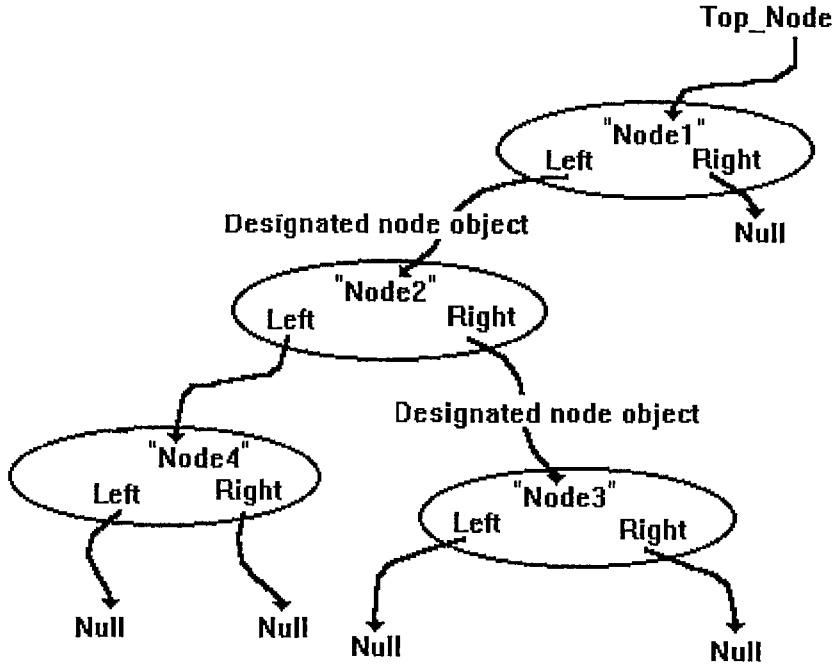 Top_Node
"Node1"
Left
Right
Designated node object
Null
"Node2"
Left
Right
Designated node object
"Node4"
Left
Right
"Node3"
Left
Right
Null
Null
Null
Null